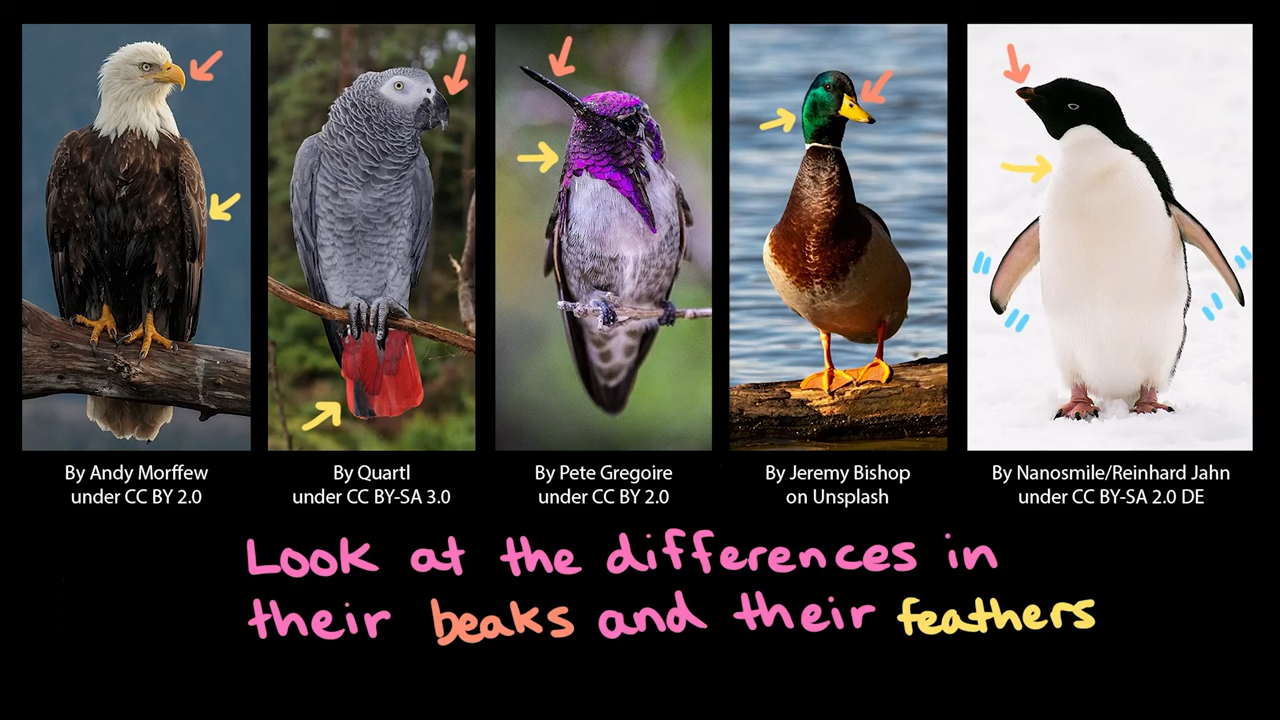 By Andy Morffew
under CC BY 2.0
By Quartl
under CC BY-SA 3.0
By Pete Gregoire
under CC BY 2.0
By Jeremy Bishop
on Unsplash
By Nanosmile/Reinhard Jahn
under CC BY-SA 2.0 DE
Look at the differences in
their beaks and their feathers